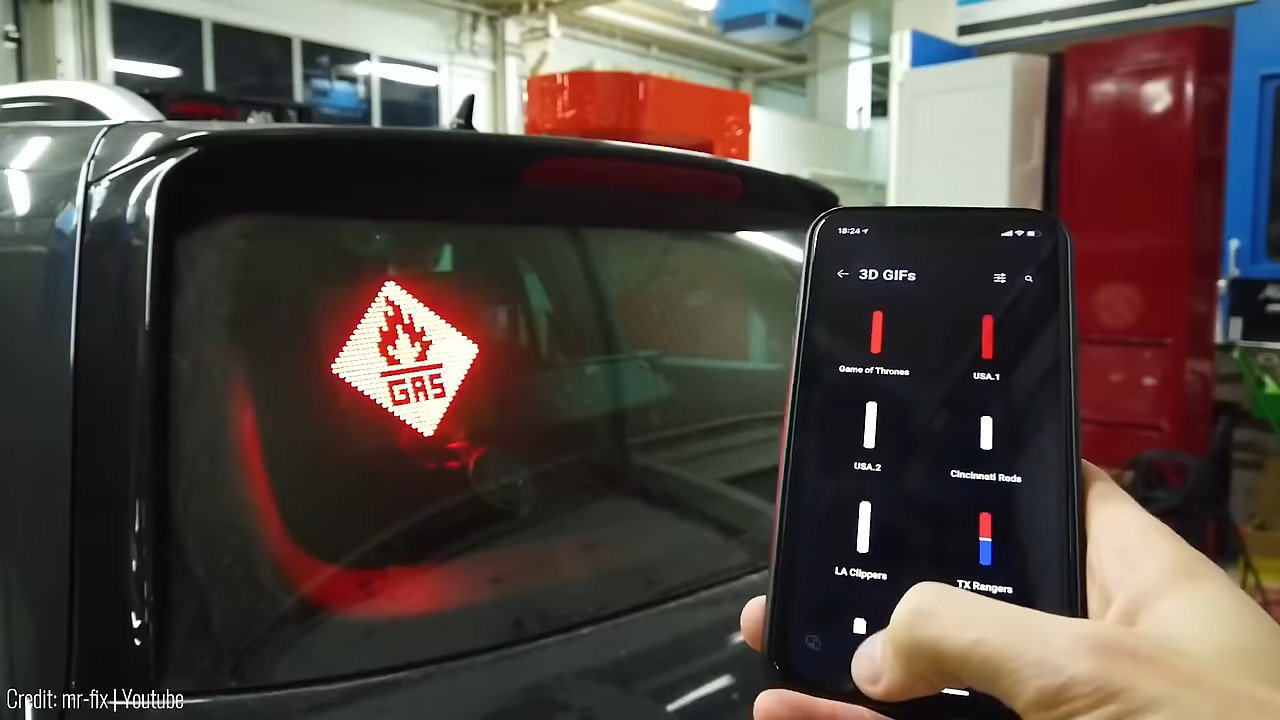 18:24
3D GIFs
Game of Thrones
USA.1
USA.2
Cincinnati Reds
LA Clippers
TX Rangers
GAS
Credit: mr-fix | Youtube